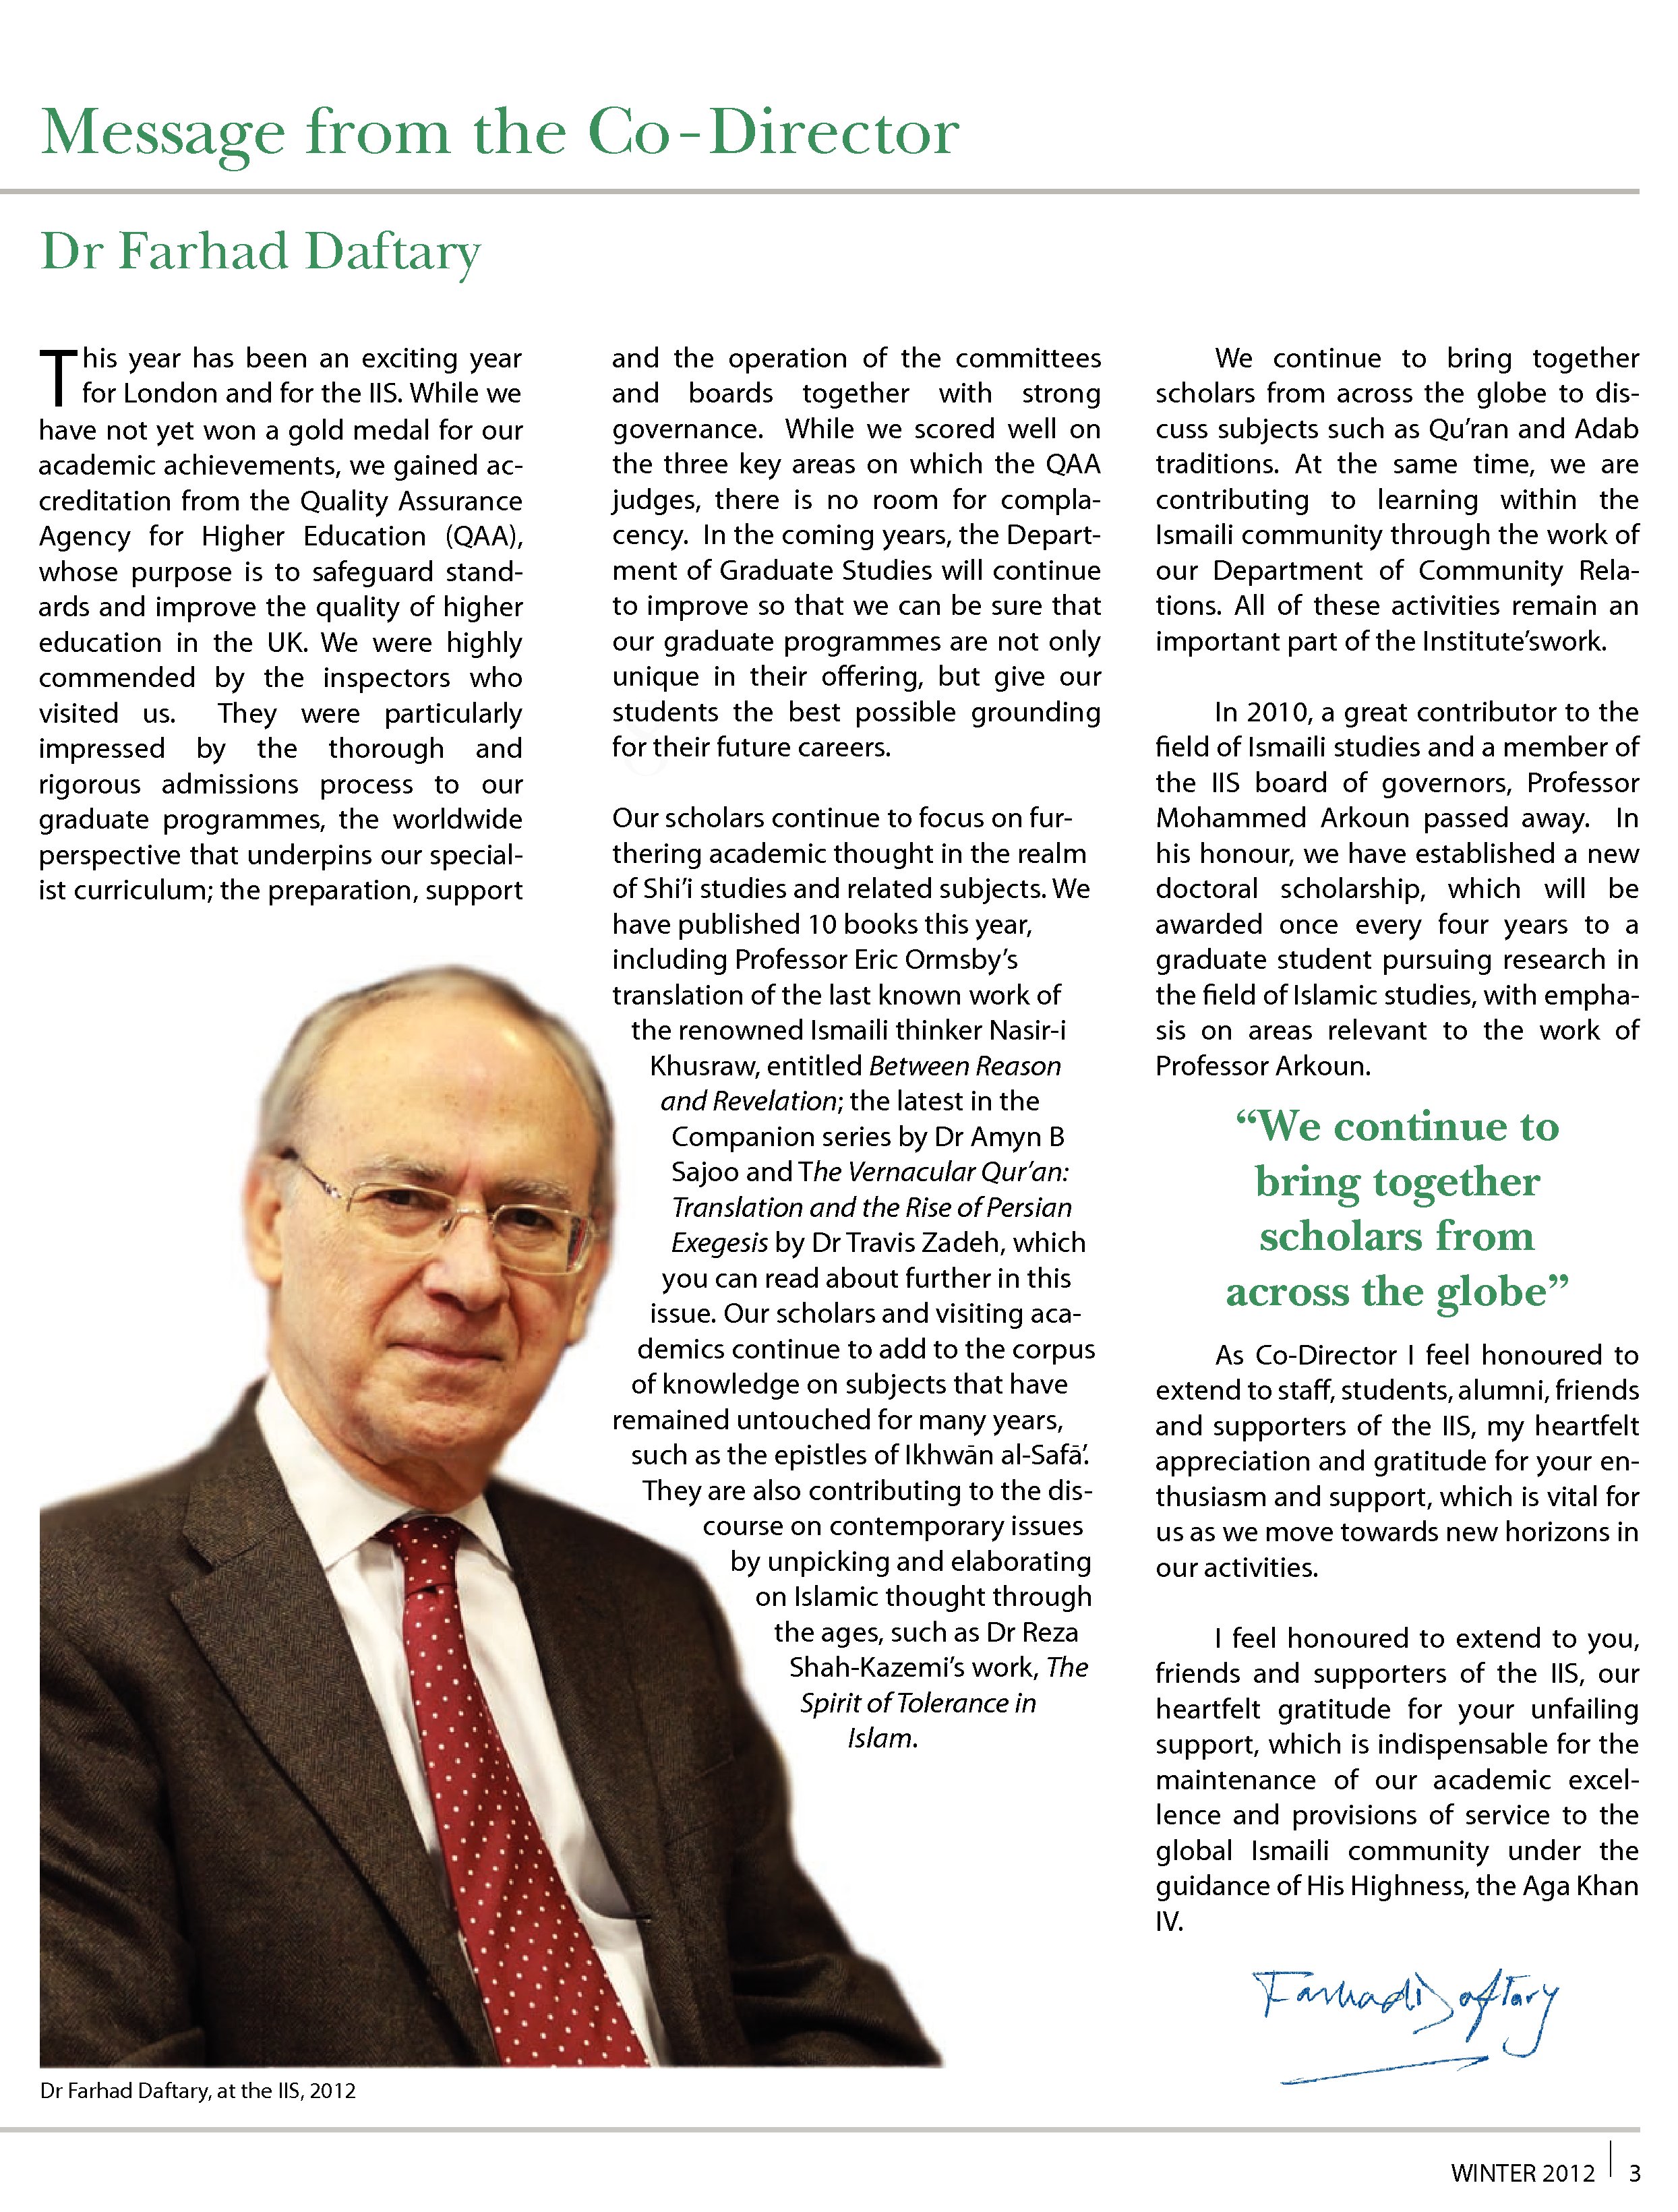 Message from the Co-Director
Dr Farhad Daftary
This year has been an exciting year
for London and for the IIS. While we
have not yet won a gold medal for our
academic achievements, we gained ac-
creditation from the Quality Assurance
Agency for Higher Education (QAA),
whose purpose is to safeguard stand-
ards and improve the quality of higher
education in the UK. We were highly
commended by the inspectors who
visited us. They were particularly
impressed by the thorough and
rigorous admissions process to our
graduate programmes, the worldwide
perspective that underpins our special-
ist curriculum; the preparation, support
and the operation of the committees
and boards together with strong
governance. While we scored well on
the three key areas on which the QAA
judges, there is no room for compla-
cency. In the coming years, the Depart-
ment of Graduate Studies will continue
to improve so that we can be sure that
our graduate programmes are not only
unique in their offering, but give our
students the best possible grounding
for their future careers.
Our scholars continue to focus on fur-
thering academic thought in the realm
of Shi’i studies and related subjects. We
have published 10 books this year,
including Professor Eric Ormsby’s
translation of the last known work of
the renowned Ismaili thinker Nasir-i
Khusraw, entitled Between Reason
and Revelation; the latest in the
Companion series by Dr Amyn B
Sajoo and The Vernacular Qur’an:
Translation and the Rise of Persian
Exegesis by Dr Travis Zadeh, which
you can read about further in this
issue. Our scholars and visiting aca-
demics continue to add to the corpus
of knowledge on subjects that have
remained untouched for many years,
such as the epistles of Ikhwān al-Safā’.
They are also contributing to the dis-
course on contemporary issues
by unpicking and elaborating
on Islamic thought through
the ages, such as Dr Reza
Shah-Kazemi’s work, The
Spirit of Tolerance in
Islam.
We continue to bring together
scholars from across the globe to dis-
cuss subjects such as Qu’ran and Adab
traditions. At the same time, we are
contributing to learning within the
Ismaili community through the work of
our Department of Community Rela-
tions. All of these activities remain an
important part of the Institute’swork.
In 2010, a great contributor to the
field of Ismaili studies and a member of
the IIS board of governors, Professor
Mohammed Arkoun passed away. In
his honour, we have established a new
doctoral scholarship, which will be
awarded once every four years to a
graduate student pursuing research in
the field of Islamic studies, with empha-
sis on areas relevant to the work of
Professor Arkoun.
“We continue to
bring together
scholars from
across the globe”
As Co-Director I feel honoured to
extend to staff, students, alumni, friends
and supporters of the IIS, my heartfelt
appreciation and gratitude for your en-
thusiasm and support, which is vital for
us as we move towards new horizons in
our activities.
I feel honoured to extend to you,
friends and supporters of the IIS, our
heartfelt gratitude for your unfailing
support, which is indispensable for the
maintenance of our academic excel-
lence and provisions of service to the
global Ismaili community under the
guidance of His Highness, the Aga Khan
IV.
Farhad Daftary
Dr Farhad Daftary, at the IIS, 2012
WINTER 2012 | 3